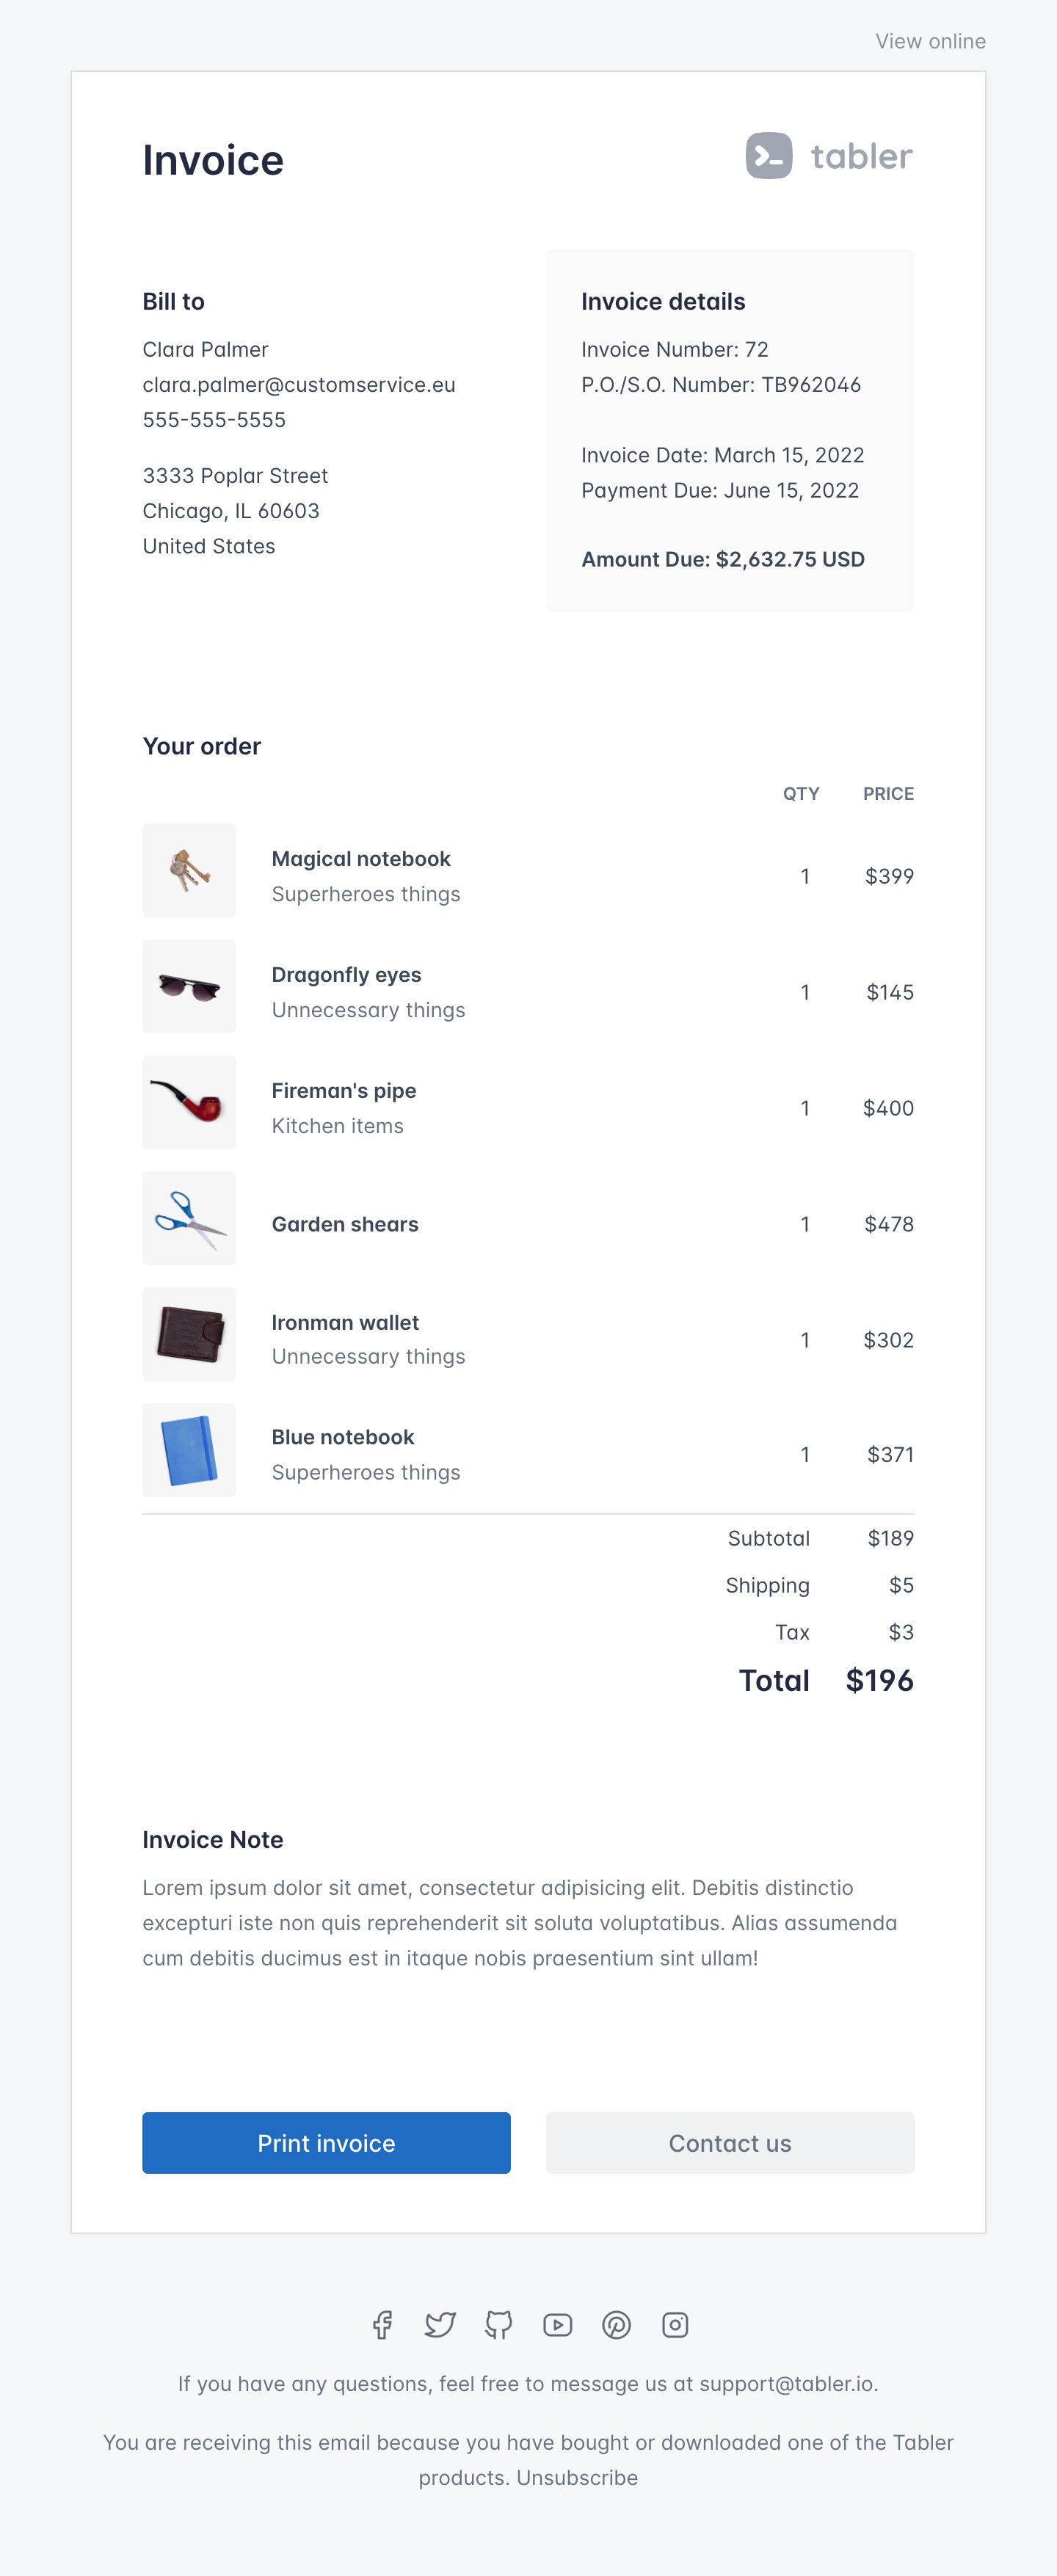 View online
Invoice
tabler
Bill to
Clara Palmer
clara.palmer@customservice.eu
555-555-5555
3333 Poplar Street
Chicago, IL 60603
United States
Invoice details
Invoice Number: 72
P.O./S.O. Number: TB962046
Invoice Date: March 15, 2022
Payment Due: June 15, 2022
Amount Due: $2,632.75 USD
Your order
QTY PRICE
Magical notebook
Superheroes things
1 $399
Dragonfly eyes
Unnecessary things
1 $145
Fireman's pipe
Kitchen items
1 $400
Garden shears 1 $478
Ironman wallet
Unnecessary things
1 $302
Blue notebook
Superheroes things
1 $371
Subtotal $189
Shipping $5
Tax $3
Total $196
Invoice Note
Lorem ipsum dolor sit amet, consectetur adipisicing elit. Debitis distinctio
excepturi iste non quis reprehenderit sit soluta voluptatibus. Alias assumenda
cum debitis ducimus est in itaque nobis praesentium sint ullam!
Print invoice
Contact us
If you have any questions, feel free to message us at support@tabler.io.
You are receiving this email because you have bought or downloaded one of the Tabler
products. Unsubscribe